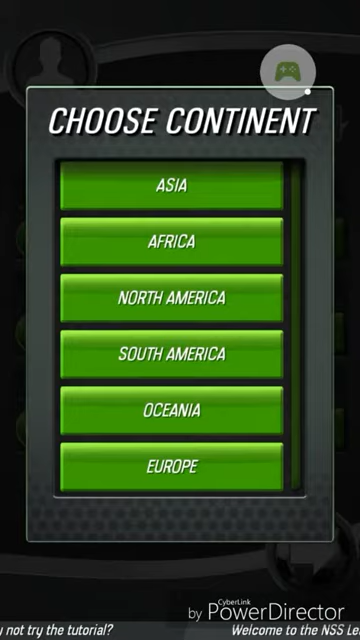 CHOOSE CONTINENT
ASIA
AFRICA
NORTH AMERICA
SOUTH AMERICA
OCEANIA
EUROPE
CyberLink
by PowerDirector
y not try the tutorial? Welcome to the NSS Le